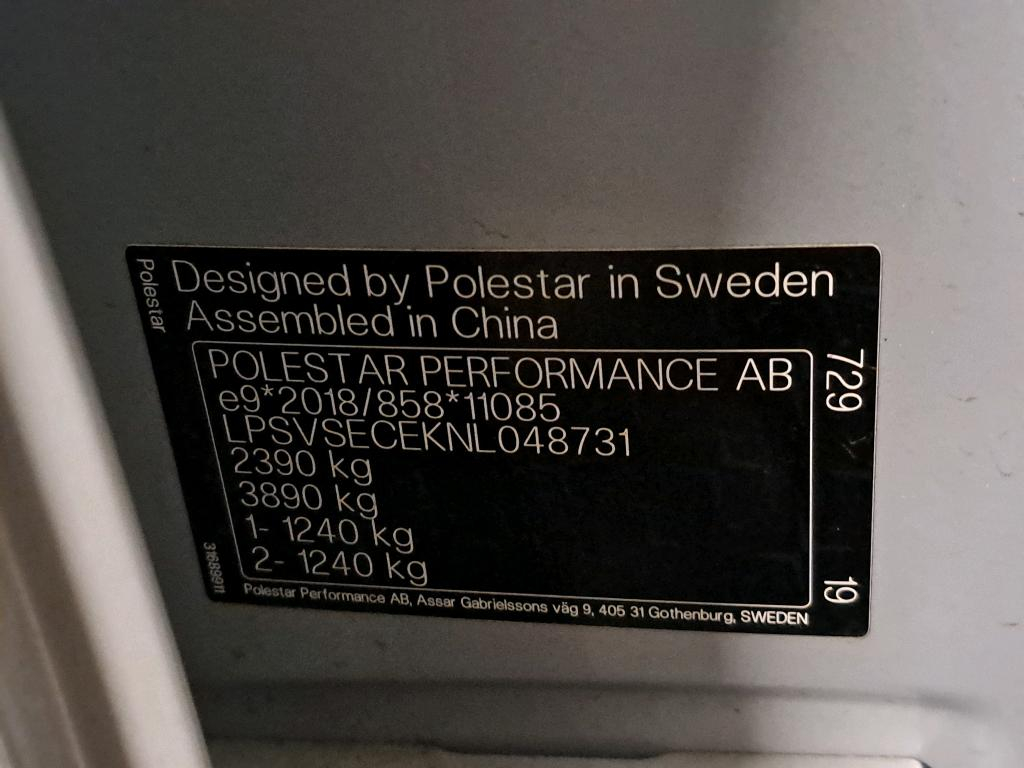 Polestar
Designed by Polestar in Sweden
Assembled in China
POLESTAR PERFORMANCE AB
e9*2018/858*11085
LPSVSECEKNL048731
2390 kg
3890 kg
1- 1240 kg
2- 1240 kg
729
19
31689911
Polestar Performance AB, Assar Gabrielssons väg 9, 405 31 Gothenburg, SWEDEN